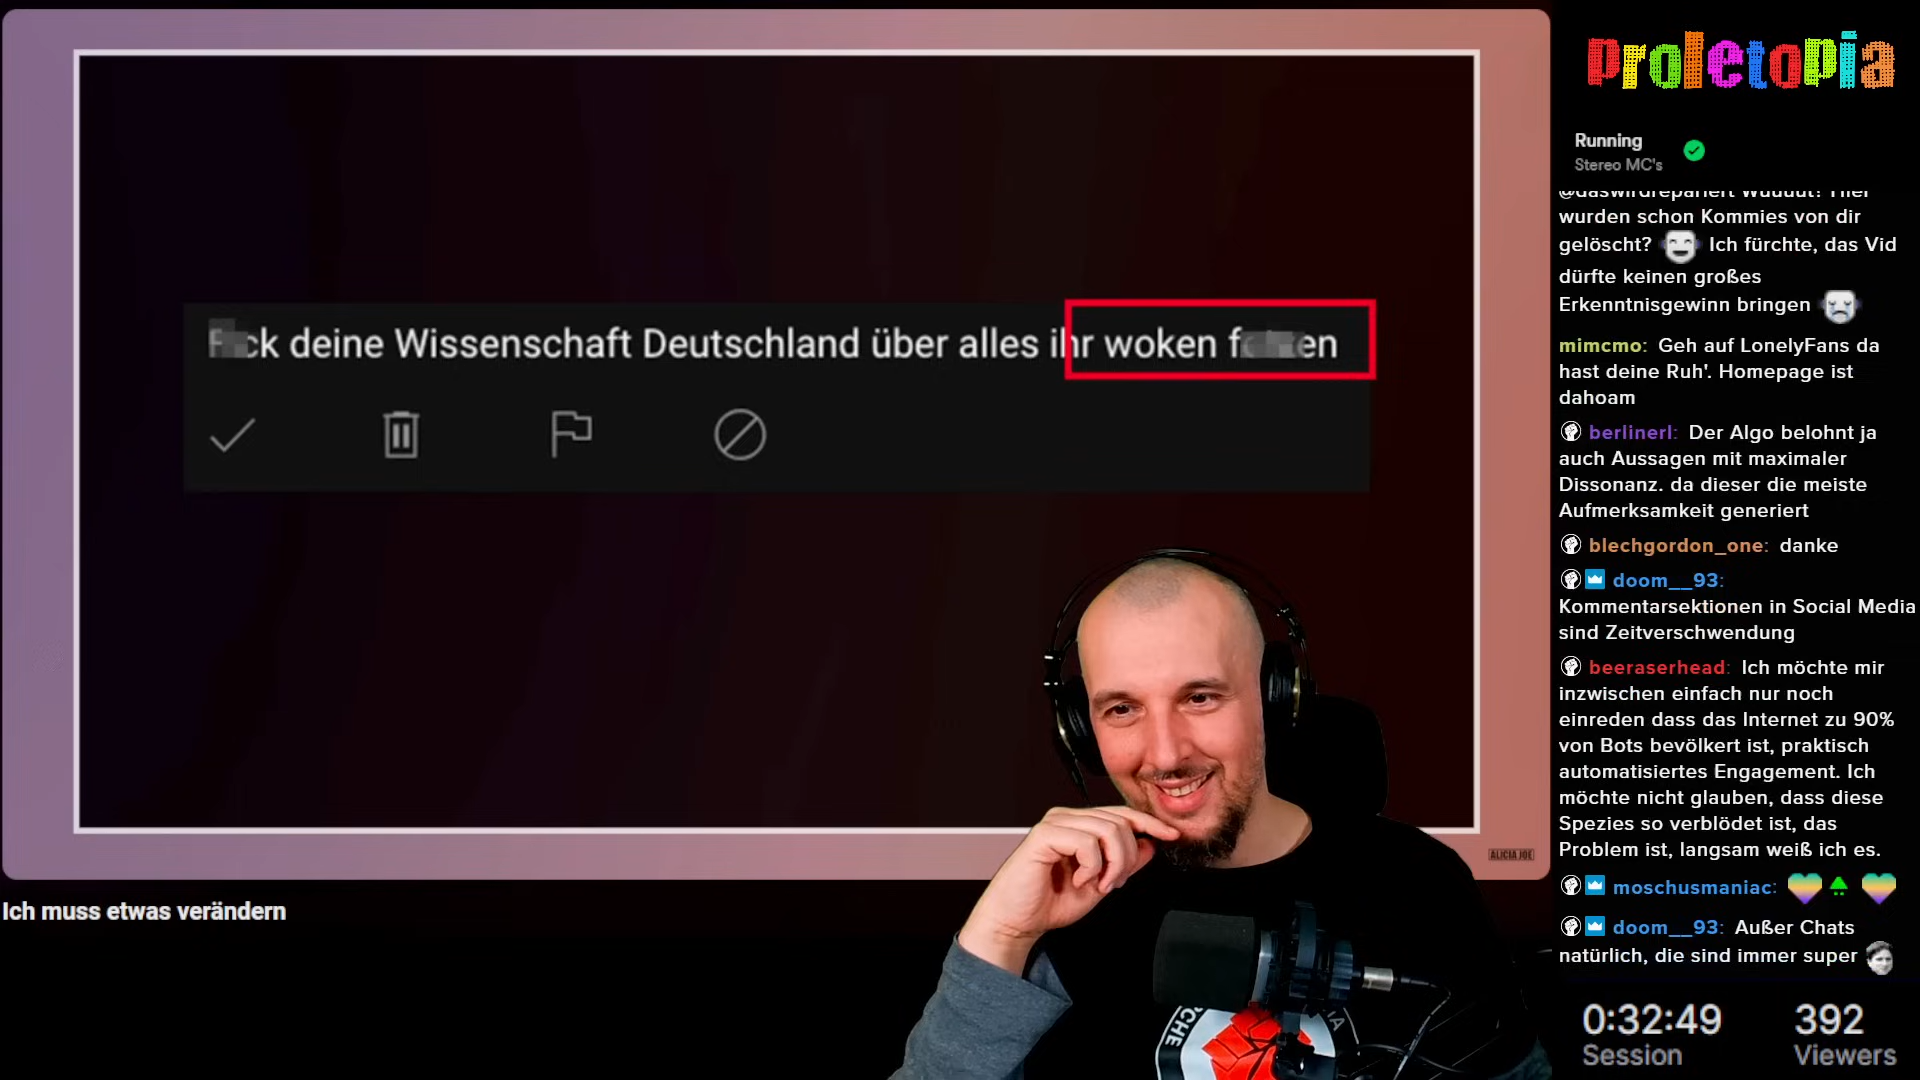 F ck deine Wissenschaft Deutschland über alles ihr woken f en
ALICIA JOE
Ich muss etwas verändern
Proletopia
Running
Stereo MC's
@daswirdrepariert Wuuuut? Hier
wurden schon Kommies von dir
gelöscht? Ich fürchte, das Vid
dürfte keinen großes
Erkenntnisgewinn bringen
mimcmo: Geh auf LonelyFans da
hast deine Ruh'. Homepage ist
dahoam
berlinerl: Der Algo belohnt ja
auch Aussagen mit maximaler
Dissonanz. da dieser die meiste
Aufmerksamkeit generiert
blechgordon_one: danke
doom__93:
Kommentarsektionen in Social Media
sind Zeitverschwendung
beeraserhead: Ich möchte mir
inzwischen einfach nur noch
einreden dass das Internet zu 90%
von Bots bevölkert ist, praktisch
automatisiertes Engagement. Ich
möchte nicht glauben, dass diese
Spezies so verblödet ist, das
Problem ist, langsam weiß ich es.
moschusmaniac:
doom__93: Außer Chats
natürlich, die sind immer super
0:32:49
Session
392
Viewers